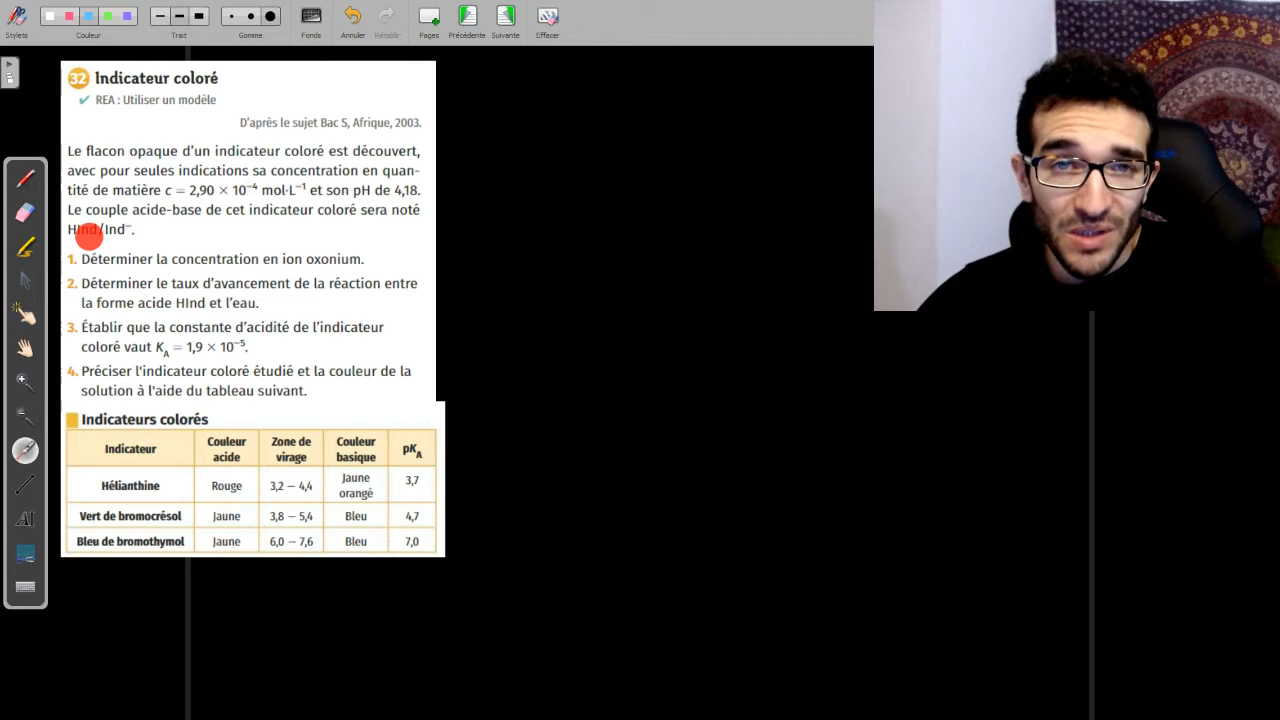 Stylets Couleur Trait Gomme Fonds Annuler Rétablir Pages Précédente Suivante Effacer
32 Indicateur coloré
✔ REA : Utiliser un modèle
D'après le sujet Bac S, Afrique, 2003.
Le flacon opaque d'un indicateur coloré est découvert,
avec pour seules indications sa concentration en quan-
tité de matière c = 2,90 × 10⁻⁴ mol·L⁻¹ et son pH de 4,18.
Le couple acide-base de cet indicateur coloré sera noté
HInd/Ind⁻.
1. Déterminer la concentration en ion oxonium.
2. Déterminer le taux d'avancement de la réaction entre
la forme acide HInd et l'eau.
3. Établir que la constante d'acidité de l'indicateur
coloré vaut K_A = 1,9 × 10⁻⁵.
4. Préciser l'indicateur coloré étudié et la couleur de la
solution à l'aide du tableau suivant.
Indicateurs colorés
Indicateur Couleur acide Zone de virage Couleur basique pK_A
Hélianthine Rouge 3,2 – 4,4 Jaune orangé 3,7
Vert de bromocrésol Jaune 3,8 – 5,4 Bleu 4,7
Bleu de bromothymol Jaune 6,0 – 7,6 Bleu 7,0
AI